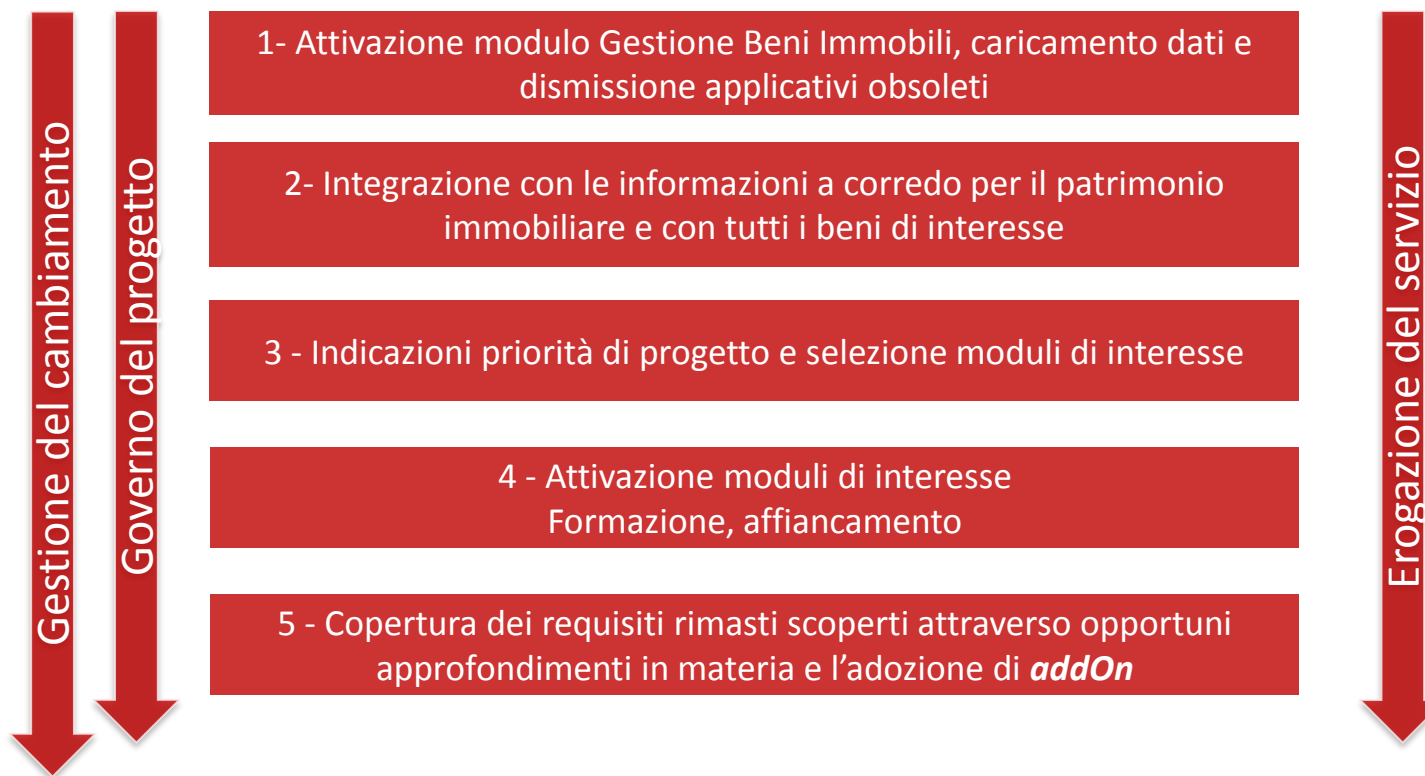 Gestione del cambiamento
Governo del progetto
1- Attivazione modulo Gestione Beni Immobili, caricamento dati e
dismissione applicativi obsoleti
2- Integrazione con le informazioni a corredo per il patrimonio
immobiliare e con tutti i beni di interesse
3 - Indicazioni priorità di progetto e selezione moduli di interesse
4 - Attivazione moduli di interesse
Formazione, affiancamento
5 - Copertura dei requisiti rimasti scoperti attraverso opportuni
approfondimenti in materia e l’adozione di addOn
Erogazione del servizio